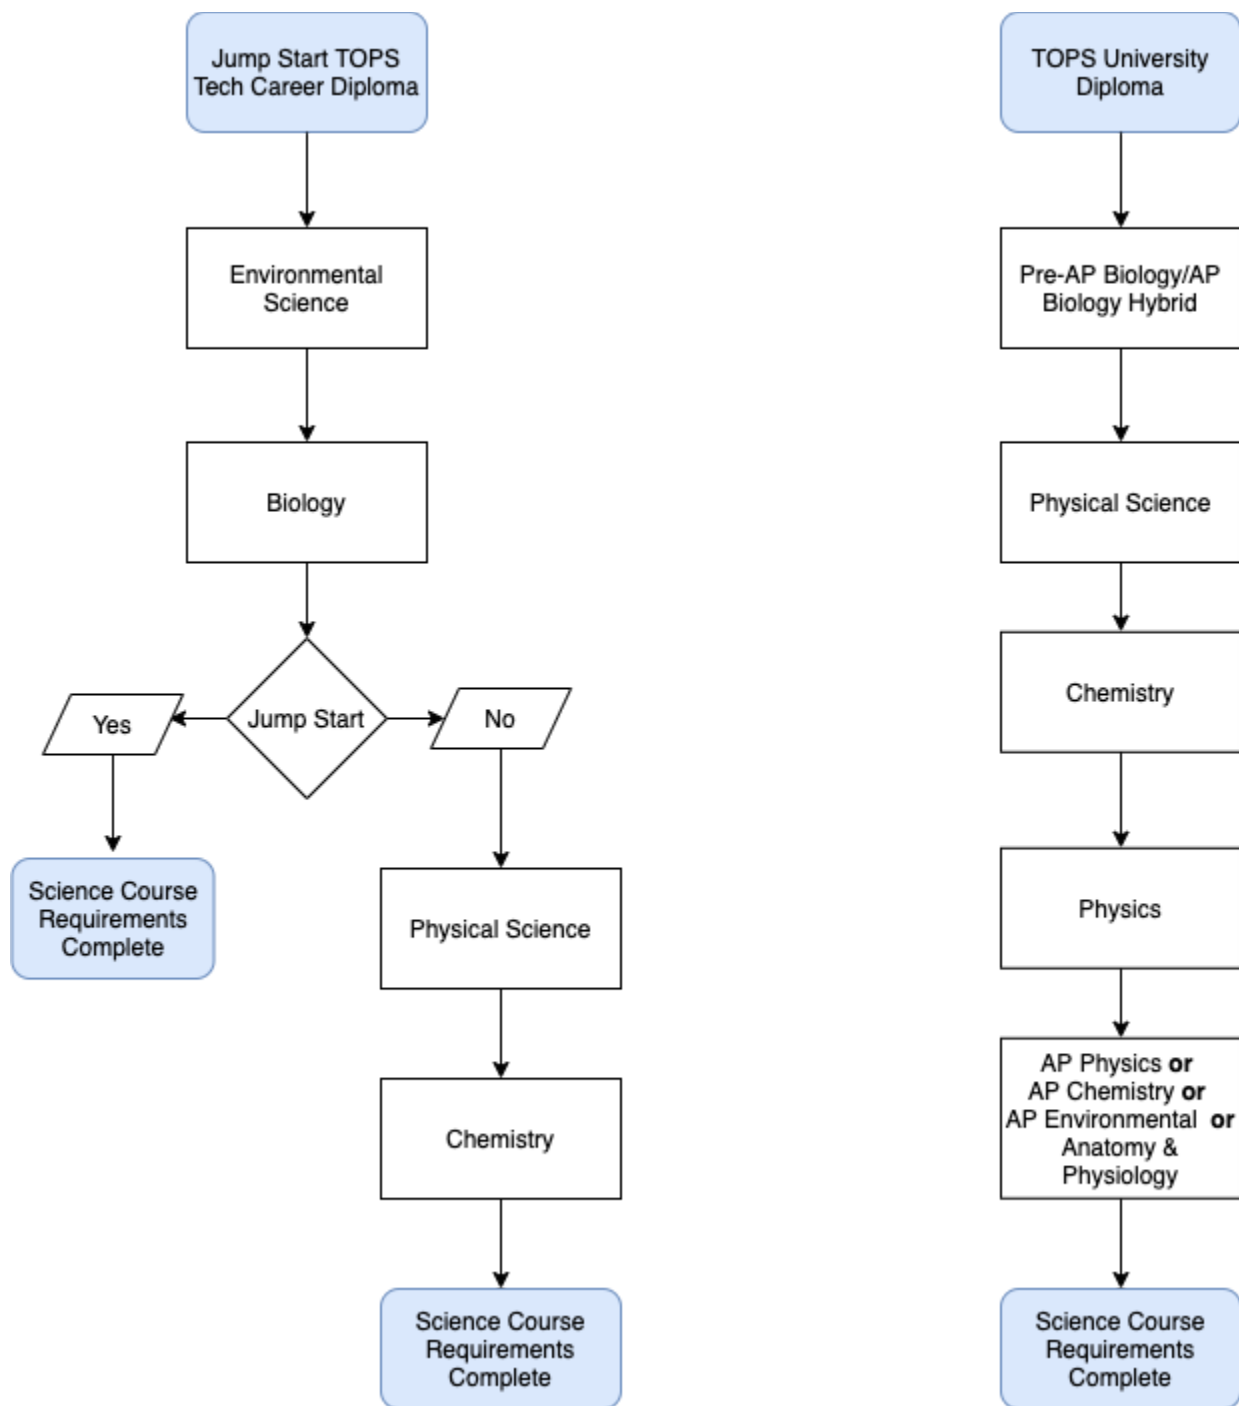 Jump Start TOPS
Tech Career Diploma
Environmental
Science
Biology
Jump Start
Yes
No
Science Course
Requirements
Complete
Physical Science
Chemistry
Science Course
Requirements
Complete
TOPS University
Diploma
Pre-AP Biology/AP
Biology Hybrid
Physical Science
Chemistry
Physics
AP Physics or
AP Chemistry or
AP Environmental or
Anatomy &
Physiology
Science Course
Requirements
Complete